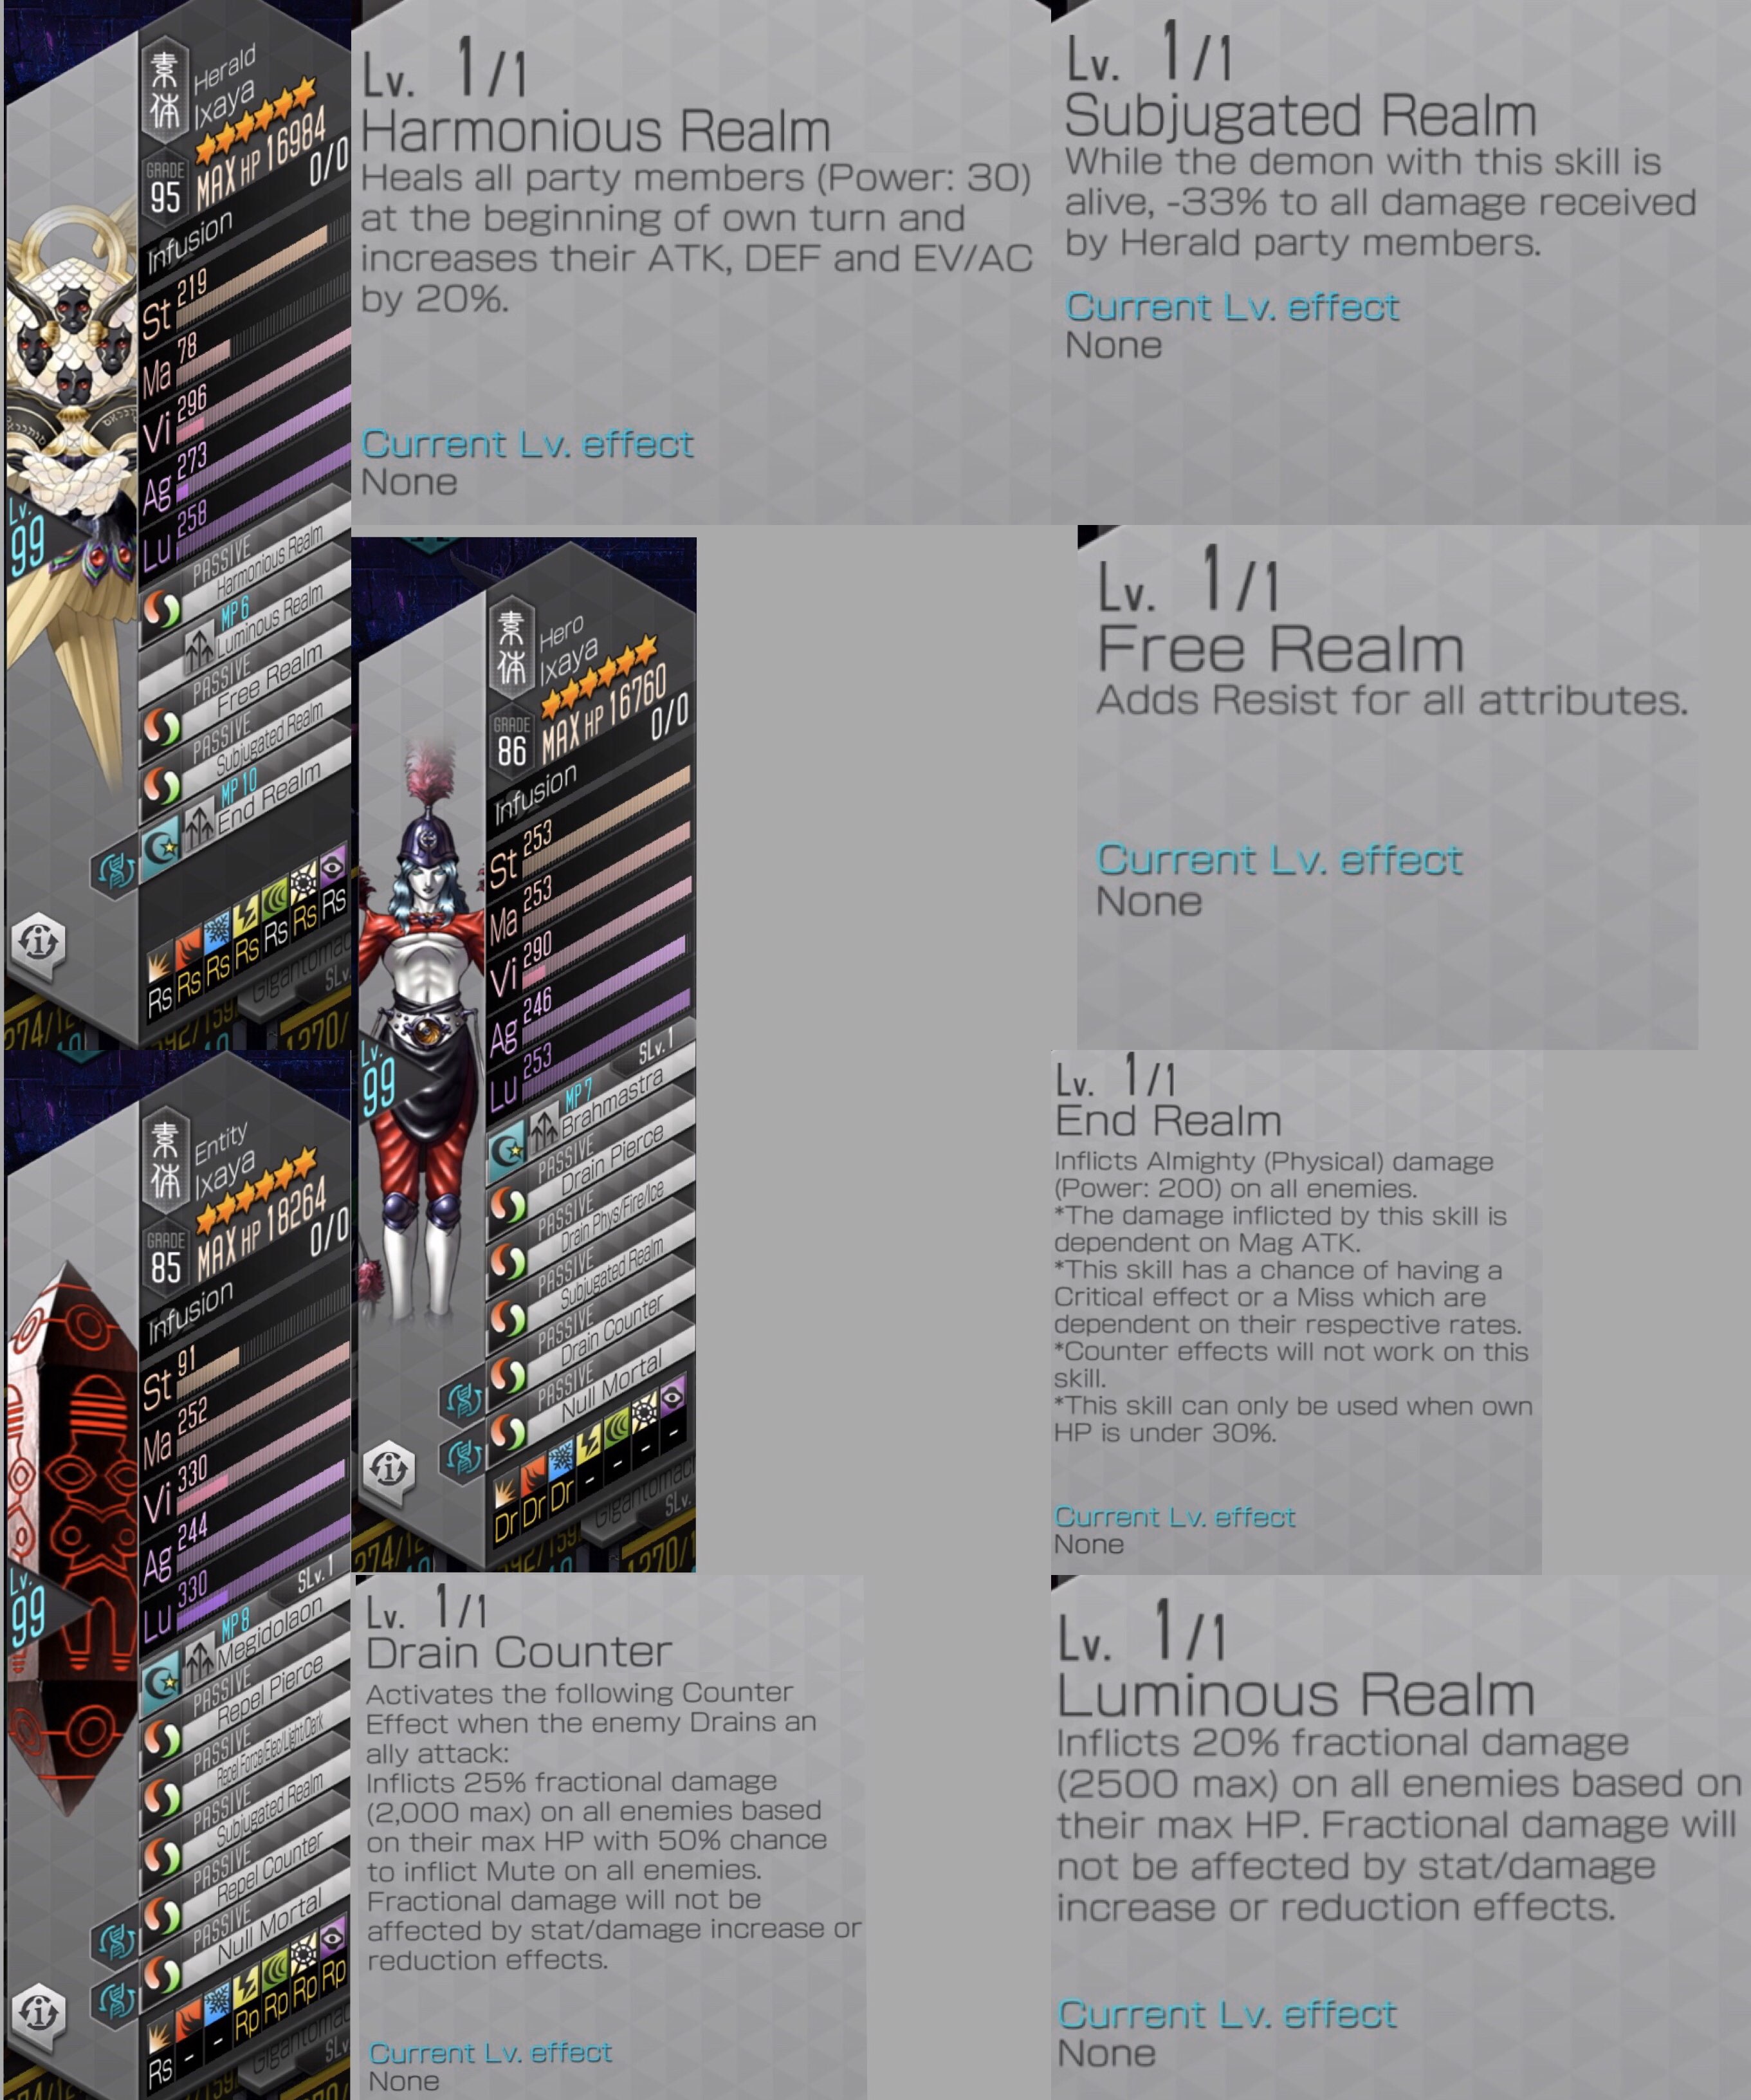 素体
Herald
Ixaya
GRADE
95
MAX HP 16984
0/0
Infusion
St 219
Ma 78
Vi 296
Ag 273
Lu 258
Lv.
99
PASSIVE
Harmonious Realm
MP 6
Luminous Realm
PASSIVE
Free Realm
PASSIVE
Subjugated Realm
MP 10
End Realm
Rs Rs Rs Rs Rs Rs Rs
Lv. 1/1
Harmonious Realm
Heals all party members (Power: 30)
at the beginning of own turn and
increases their ATK, DEF and EV/AC
by 20%.
Current Lv. effect
None
Lv. 1/1
Subjugated Realm
While the demon with this skill is
alive, -33% to all damage received
by Herald party members.
Current Lv. effect
None
素体
Hero
Ixaya
GRADE
86
MAX HP 16760
0/0
Infusion
St 253
Ma 253
Vi 290
Ag 246
Lu 253
Lv.
99
SLv.1
MP 7
Brahmastra
PASSIVE
Drain Pierce
PASSIVE
Drain Phys/Fire/Ice
PASSIVE
Subjugated Realm
PASSIVE
Drain Counter
PASSIVE
Null Mortal
Dr Dr Dr - - - -
Lv. 1/1
Free Realm
Adds Resist for all attributes.
Current Lv. effect
None
素体
Entity
Ixaya
GRADE
85
MAX HP 18264
0/0
Infusion
St 91
Ma 252
Vi 330
Ag 244
Lu 330
Lv.
99
SLv.1
MP 8
Megidolaon
PASSIVE
Repel Pierce
PASSIVE
Repel Force/Elec/Light/Dark
PASSIVE
Subjugated Realm
PASSIVE
Repel Counter
PASSIVE
Null Mortal
Rs - - Rp Rp Rp Rp
Lv. 1/1
End Realm
Inflicts Almighty (Physical) damage
(Power: 200) on all enemies.
*The damage inflicted by this skill is
dependent on Mag ATK.
*This skill has a chance of having a
Critical effect or a Miss which are
dependent on their respective rates.
*Counter effects will not work on this
skill.
*This skill can only be used when own
HP is under 30%.
Current Lv. effect
None
Lv. 1/1
Drain Counter
Activates the following Counter
Effect when the enemy Drains an
ally attack:
Inflicts 25% fractional damage
(2,000 max) on all enemies based
on their max HP with 50% chance
to inflict Mute on all enemies.
Fractional damage will not be
affected by stat/damage increase or
reduction effects.
Current Lv. effect
None
Lv. 1/1
Luminous Realm
Inflicts 20% fractional damage
(2500 max) on all enemies based on
their max HP. Fractional damage will
not be affected by stat/damage
increase or reduction effects.
Current Lv. effect
None